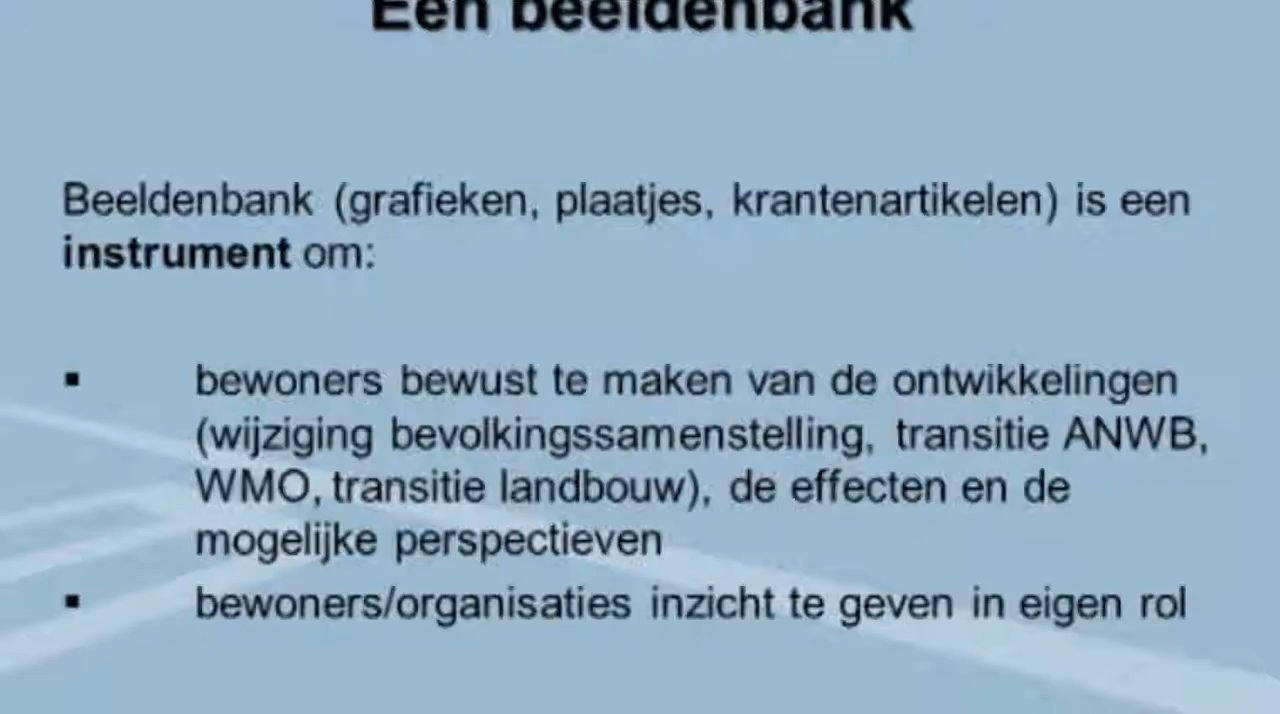 Een beeldenbank
Beeldenbank (grafieken, plaatjes, krantenartikelen) is een
instrument om:
▪ bewoners bewust te maken van de ontwikkelingen
(wijziging bevolkingssamenstelling, transitie ANWB,
WMO, transitie landbouw), de effecten en de
mogelijke perspectieven
▪ bewoners/organisaties inzicht te geven in eigen rol